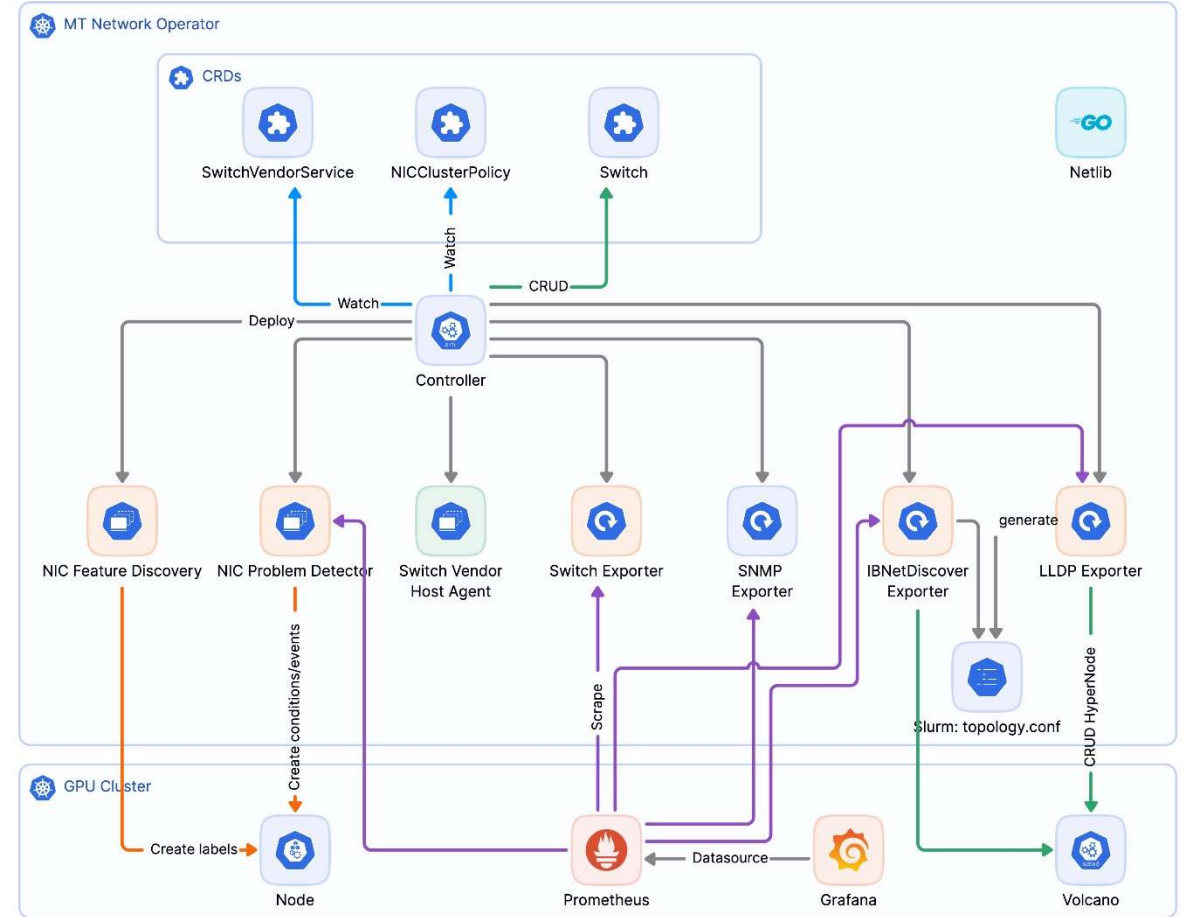 MT Network Operator
CRDs
SwitchVendorService
NICClusterPolicy
Switch
GO
Netlib
Watch
CRUD
Watch
Deploy
Controller
generate
NIC Feature Discovery
NIC Problem Detector
Switch Vendor
Host Agent
Switch Exporter
SNMP
Exporter
IBNetDiscover
Exporter
LLDP Exporter
Create conditions/events
Scrape
CRUD HyperNode
Slurm: topology.conf
GPU Cluster
Create labels
Datasource
Node
Prometheus
Grafana
Volcano